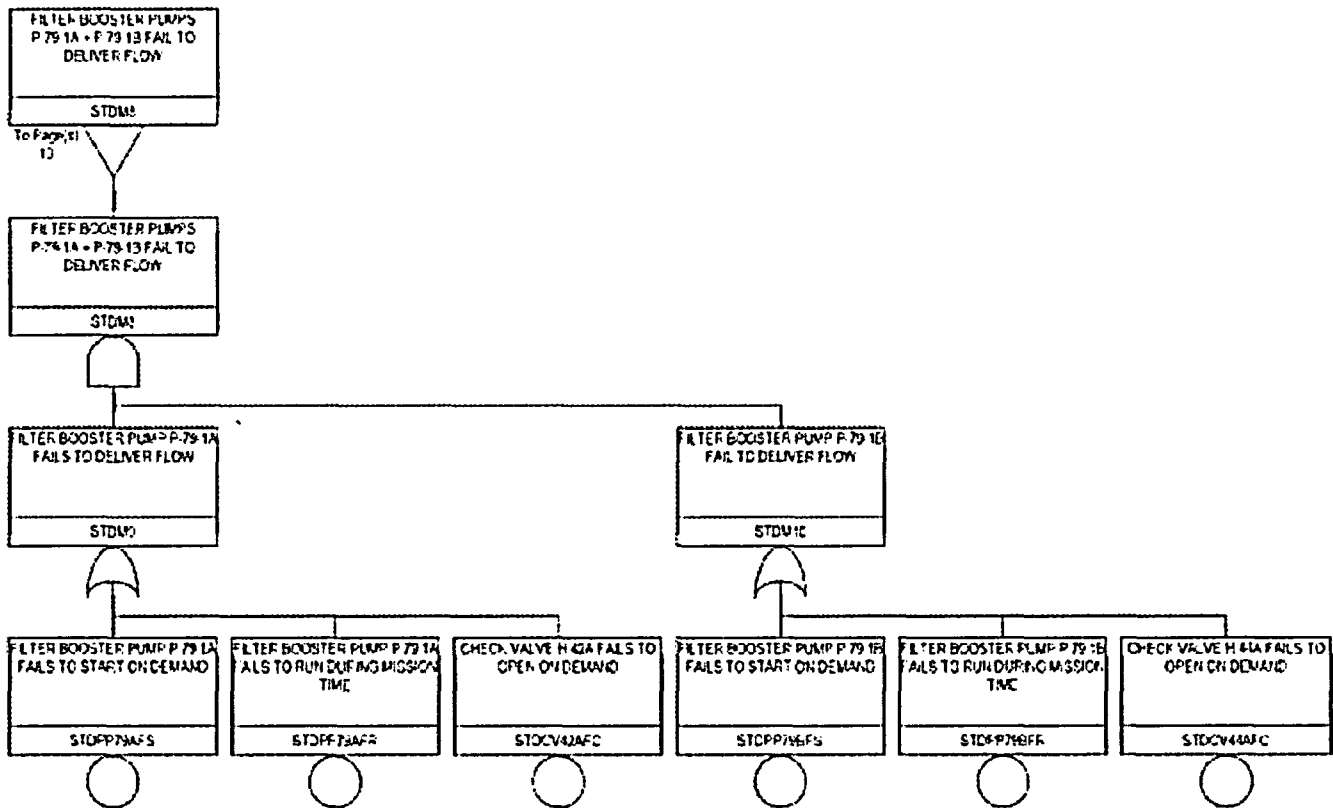 FILTER BOOSTER PUMPS
P-79-1A + P-79-1B FAIL TO
DELIVER FLOW
To Page(s)
FILTER BOOSTER PUMPS
P-79-1A + P-79-1B FAIL TO
DELIVER FLOW
FILTER BOOSTER PUMP P-79-1A
FAILS TO DELIVER FLOW
FILTER BOOSTER PUMP P-79-1B
FAIL TO DELIVER FLOW
STDM9
STDM10
FILTER BOOSTER PUMP P-79-1A
FAILS TO START ON DEMAND
FILTER BOOSTER PUMP P-79-1A
FAILS TO RUN DURING MISSION
TIME
CHECK VALVE H-42A FAILS TO
OPEN ON DEMAND
FILTER BOOSTER PUMP P-79-1B
FAILS TO START ON DEMAND
FILTER BOOSTER PUMP P-79-1B
FAILS TO RUN DURING MISSION
TIME
CHECK VALVE H-44A FAILS TO
OPEN ON DEMAND
STDPP79AFS
STDPP79AFR
STDCV42AFC
STDPP79BFS
STDPP79BFR
STDCV44AFC